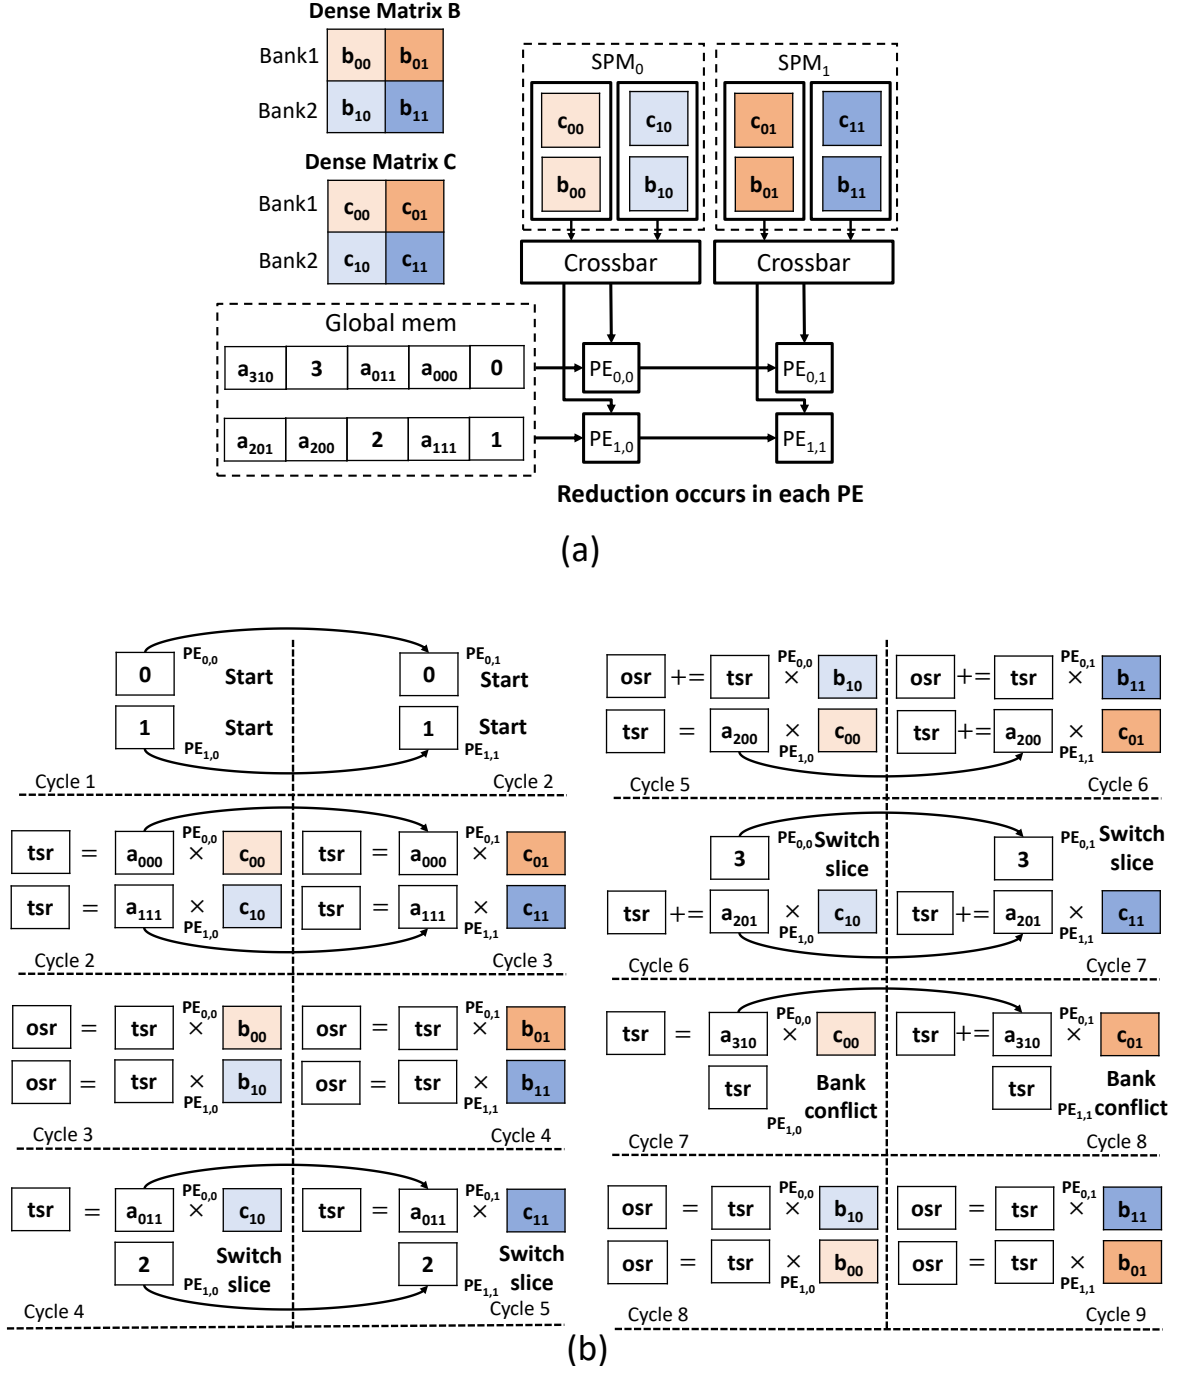 Dense Matrix B
Bank1 b00 b01
Bank2 b10 b11
Dense Matrix C
Bank1 c00 c01
Bank2 c10 c11
SPM0 SPM1
c00 c10 c01 c11
b00 b10 b01 b11
Crossbar Crossbar
Global mem
a310 3 a011 a000 0
PE0,0 PE0,1
a201 a200 2 a111 1
PE1,0 PE1,1
Reduction occurs in each PE
(a)
0 PE0,0 Start 0 PE0,1 Start
1 PE1,0 Start 1 PE1,1 Start
Cycle 1 Cycle 2
tsr = a000 × PE0,0 c00 tsr = a000 × PE0,1 c01
tsr = a111 × PE1,0 c10 tsr = a111 × PE1,1 c11
Cycle 2 Cycle 3
osr = tsr × PE0,0 b00 osr = tsr × PE0,1 b01
osr = tsr × PE1,0 b10 osr = tsr × PE1,1 b11
Cycle 3 Cycle 4
tsr = a011 × PE0,0 c10 tsr = a011 × PE0,1 c11
2 PE1,0 Switch slice 2 PE1,1 Switch slice
Cycle 4 Cycle 5
osr += tsr × PE0,0 b10 osr += tsr × PE0,1 b11
tsr = a200 × PE1,0 c00 tsr += a200 × PE1,1 c01
Cycle 5 Cycle 6
3 PE0,0 Switch slice 3 PE0,1 Switch slice
tsr += a201 × PE1,0 c10 tsr += a201 × PE1,1 c11
Cycle 6 Cycle 7
tsr = a310 × PE0,0 c00 tsr += a310 × PE0,1 c01
tsr PE1,0 Bank conflict tsr PE1,1 Bank conflict
Cycle 7 Cycle 8
osr = tsr × PE0,0 b10 osr = tsr × PE0,1 b11
osr = tsr × PE1,0 b00 osr = tsr × PE1,1 b01
Cycle 8 Cycle 9
(b)